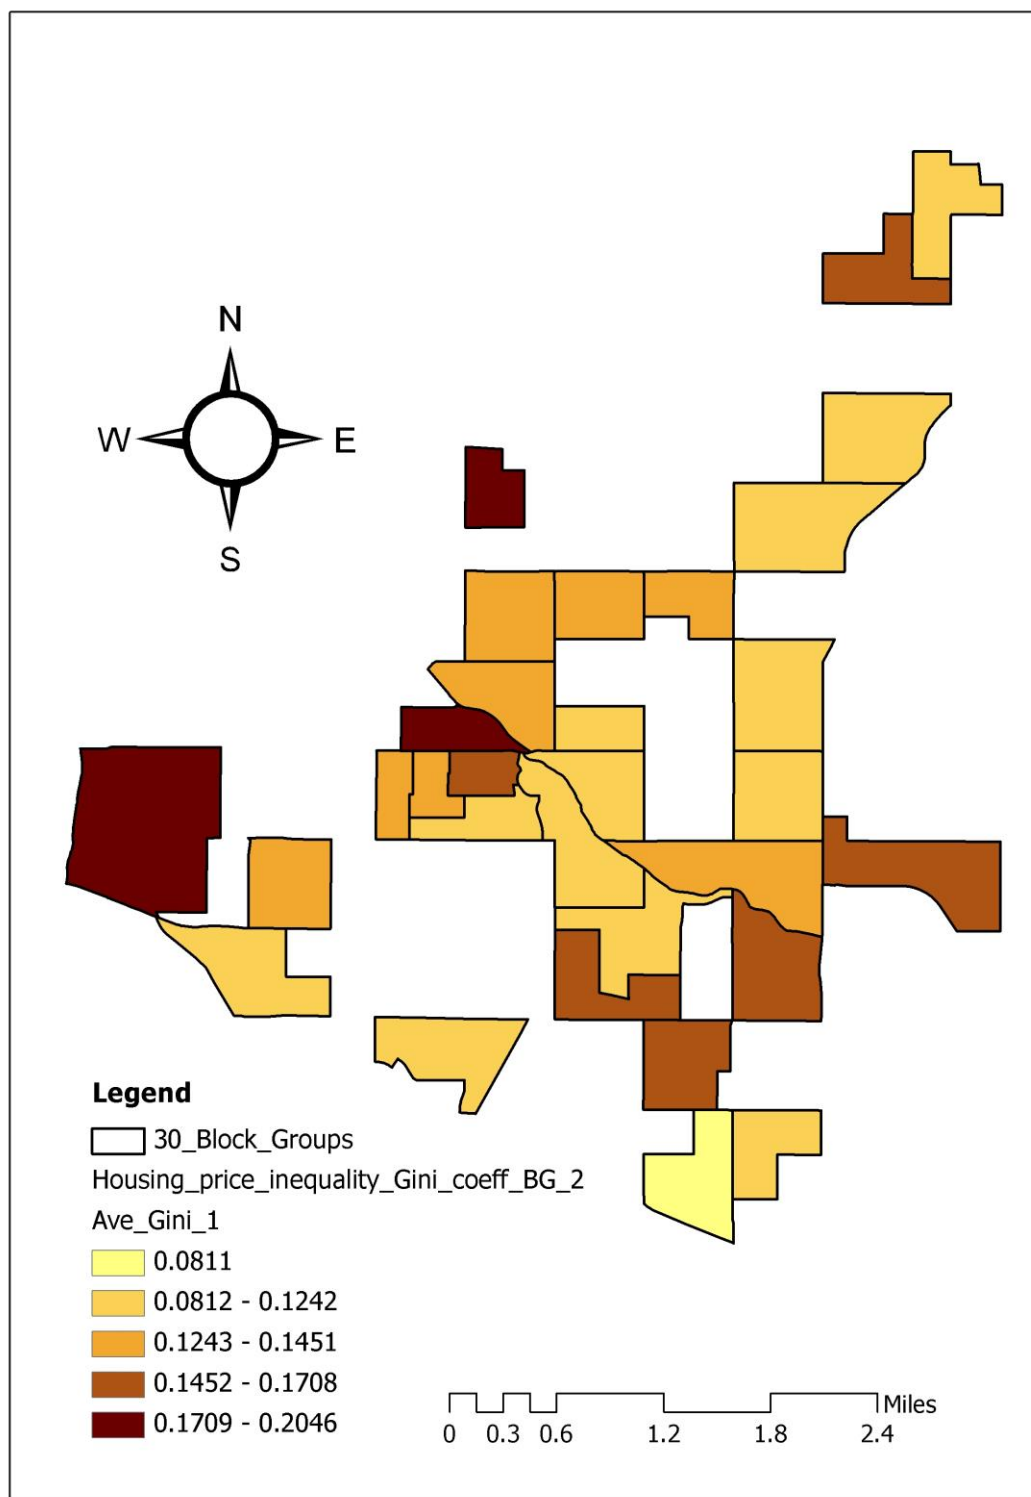 N
W E
S
Legend
30_Block_Groups
Housing_price_inequality_Gini_coeff_BG_2
Ave_Gini_1
0.0811
0.0812 - 0.1242
0.1243 - 0.1451
0.1452 - 0.1708
0.1709 - 0.2046
Miles
0 0.3 0.6 1.2 1.8 2.4